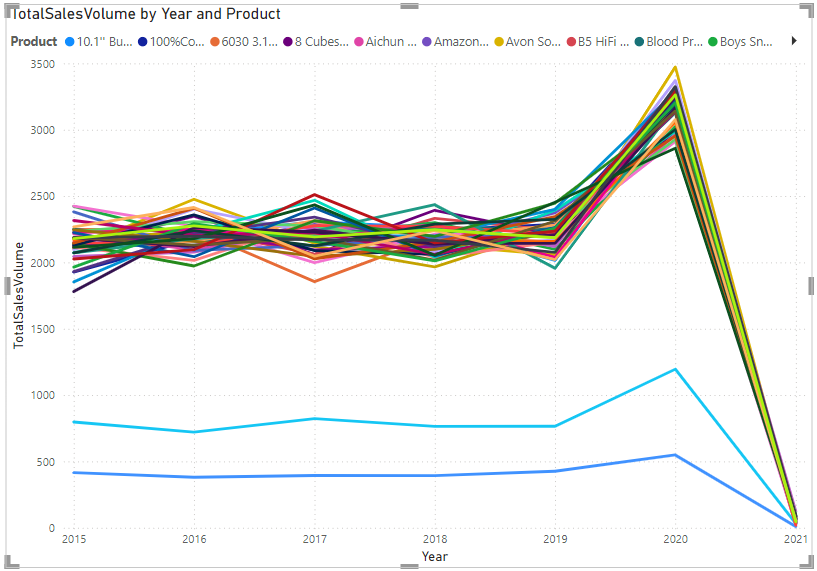 TotalSalesVolume by Year and Product
Product 10.1'' Bu... 100%Co... 6030 3.1... 8 Cubes... Aichun ... Amazon... Avon So... B5 HiFi ... Blood Pr... Boys Sn...
3500
3000
2500
2000
1500
1000
500
0
TotalSalesVolume
2015 2016 2017 2018 2019 2020 2021
Year